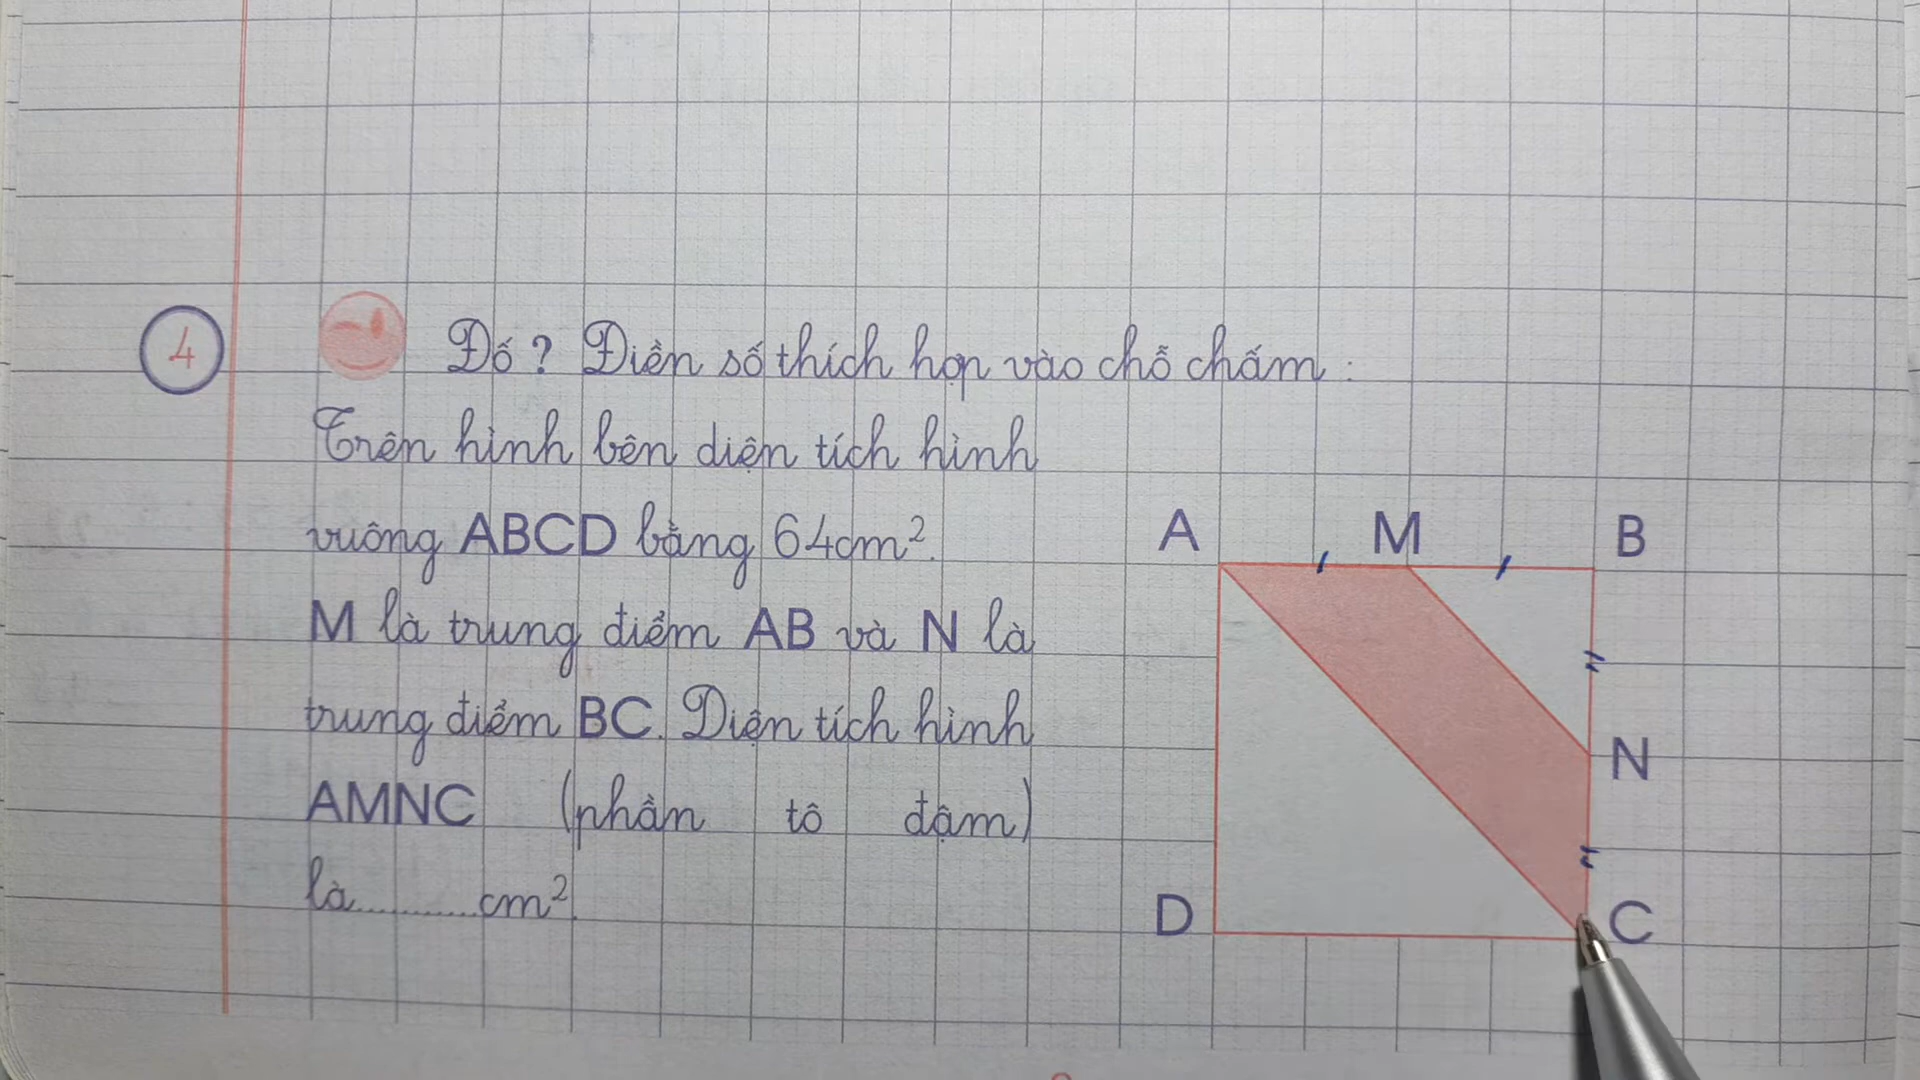 4 Đố? Điền số thích hợp vào chỗ chấm:
Trên hình bên diện tích hình
vuông ABCD bằng 64cm².
M là trung điểm AB và N là
trung điểm BC. Diện tích hình
AMNC (phần tô đậm)
là..........cm².
A M B
N
D C